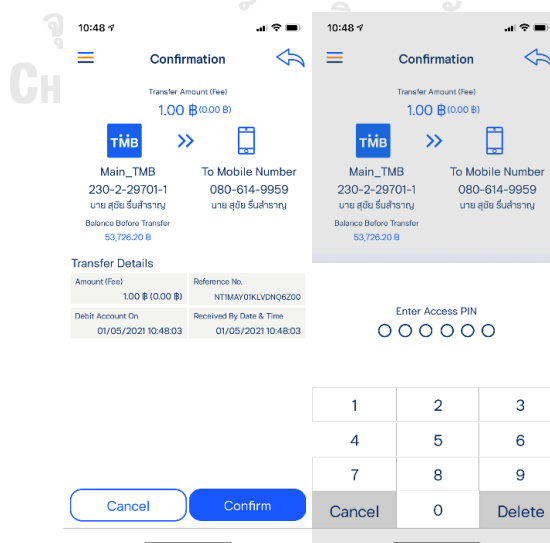 10:48
Confirmation
Transfer Amount (Fee)
1.00 ฿ (0.00 ฿)
TMB
Main_TMB
230-2-29701-1
นาย สุชัย รื่นสำราญ
Balance Before Transfer
53,726.20 ฿
To Mobile Number
080-614-9959
นาย สุชัย รื่นสำราญ
Transfer Details
Amount (Fee)
1.00 ฿ (0.00 ฿)
Reference No.
NT1MAY01KLVDNQ6Z00
Debit Account On
01/05/2021 10:48:03
Received By Date & Time
01/05/2021 10:48:03
Cancel
Confirm
10:48
Confirmation
Transfer Amount (Fee)
1.00 ฿ (0.00 ฿)
TMB
Main_TMB
230-2-29701-1
นาย สุชัย รื่นสำราญ
Balance Before Transfer
53,726.20 ฿
To Mobile Number
080-614-9959
นาย สุชัย รื่นสำราญ
Enter Access PIN
1 2 3
4 5 6
7 8 9
Cancel 0 Delete